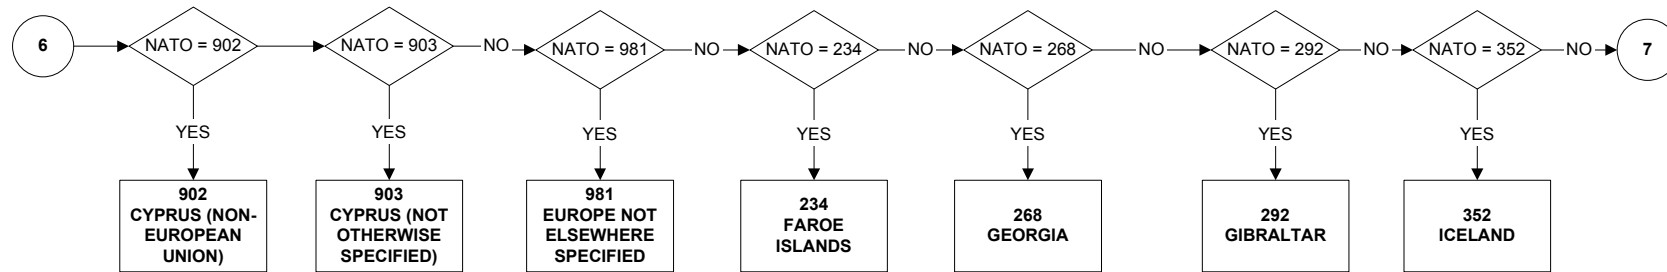 6
NATO = 902
NATO = 903
NO
NATO = 981
NO
NATO = 234
NO
NATO = 268
NO
NATO = 292
NO
NATO = 352
NO
7
YES
YES
YES
YES
YES
YES
YES
902
CYPRUS (NON-
EUROPEAN
UNION)
903
CYPRUS (NOT
OTHERWISE
SPECIFIED)
981
EUROPE NOT
ELSEWHERE
SPECIFIED
234
FAROE
ISLANDS
268
GEORGIA
292
GIBRALTAR
352
ICELAND